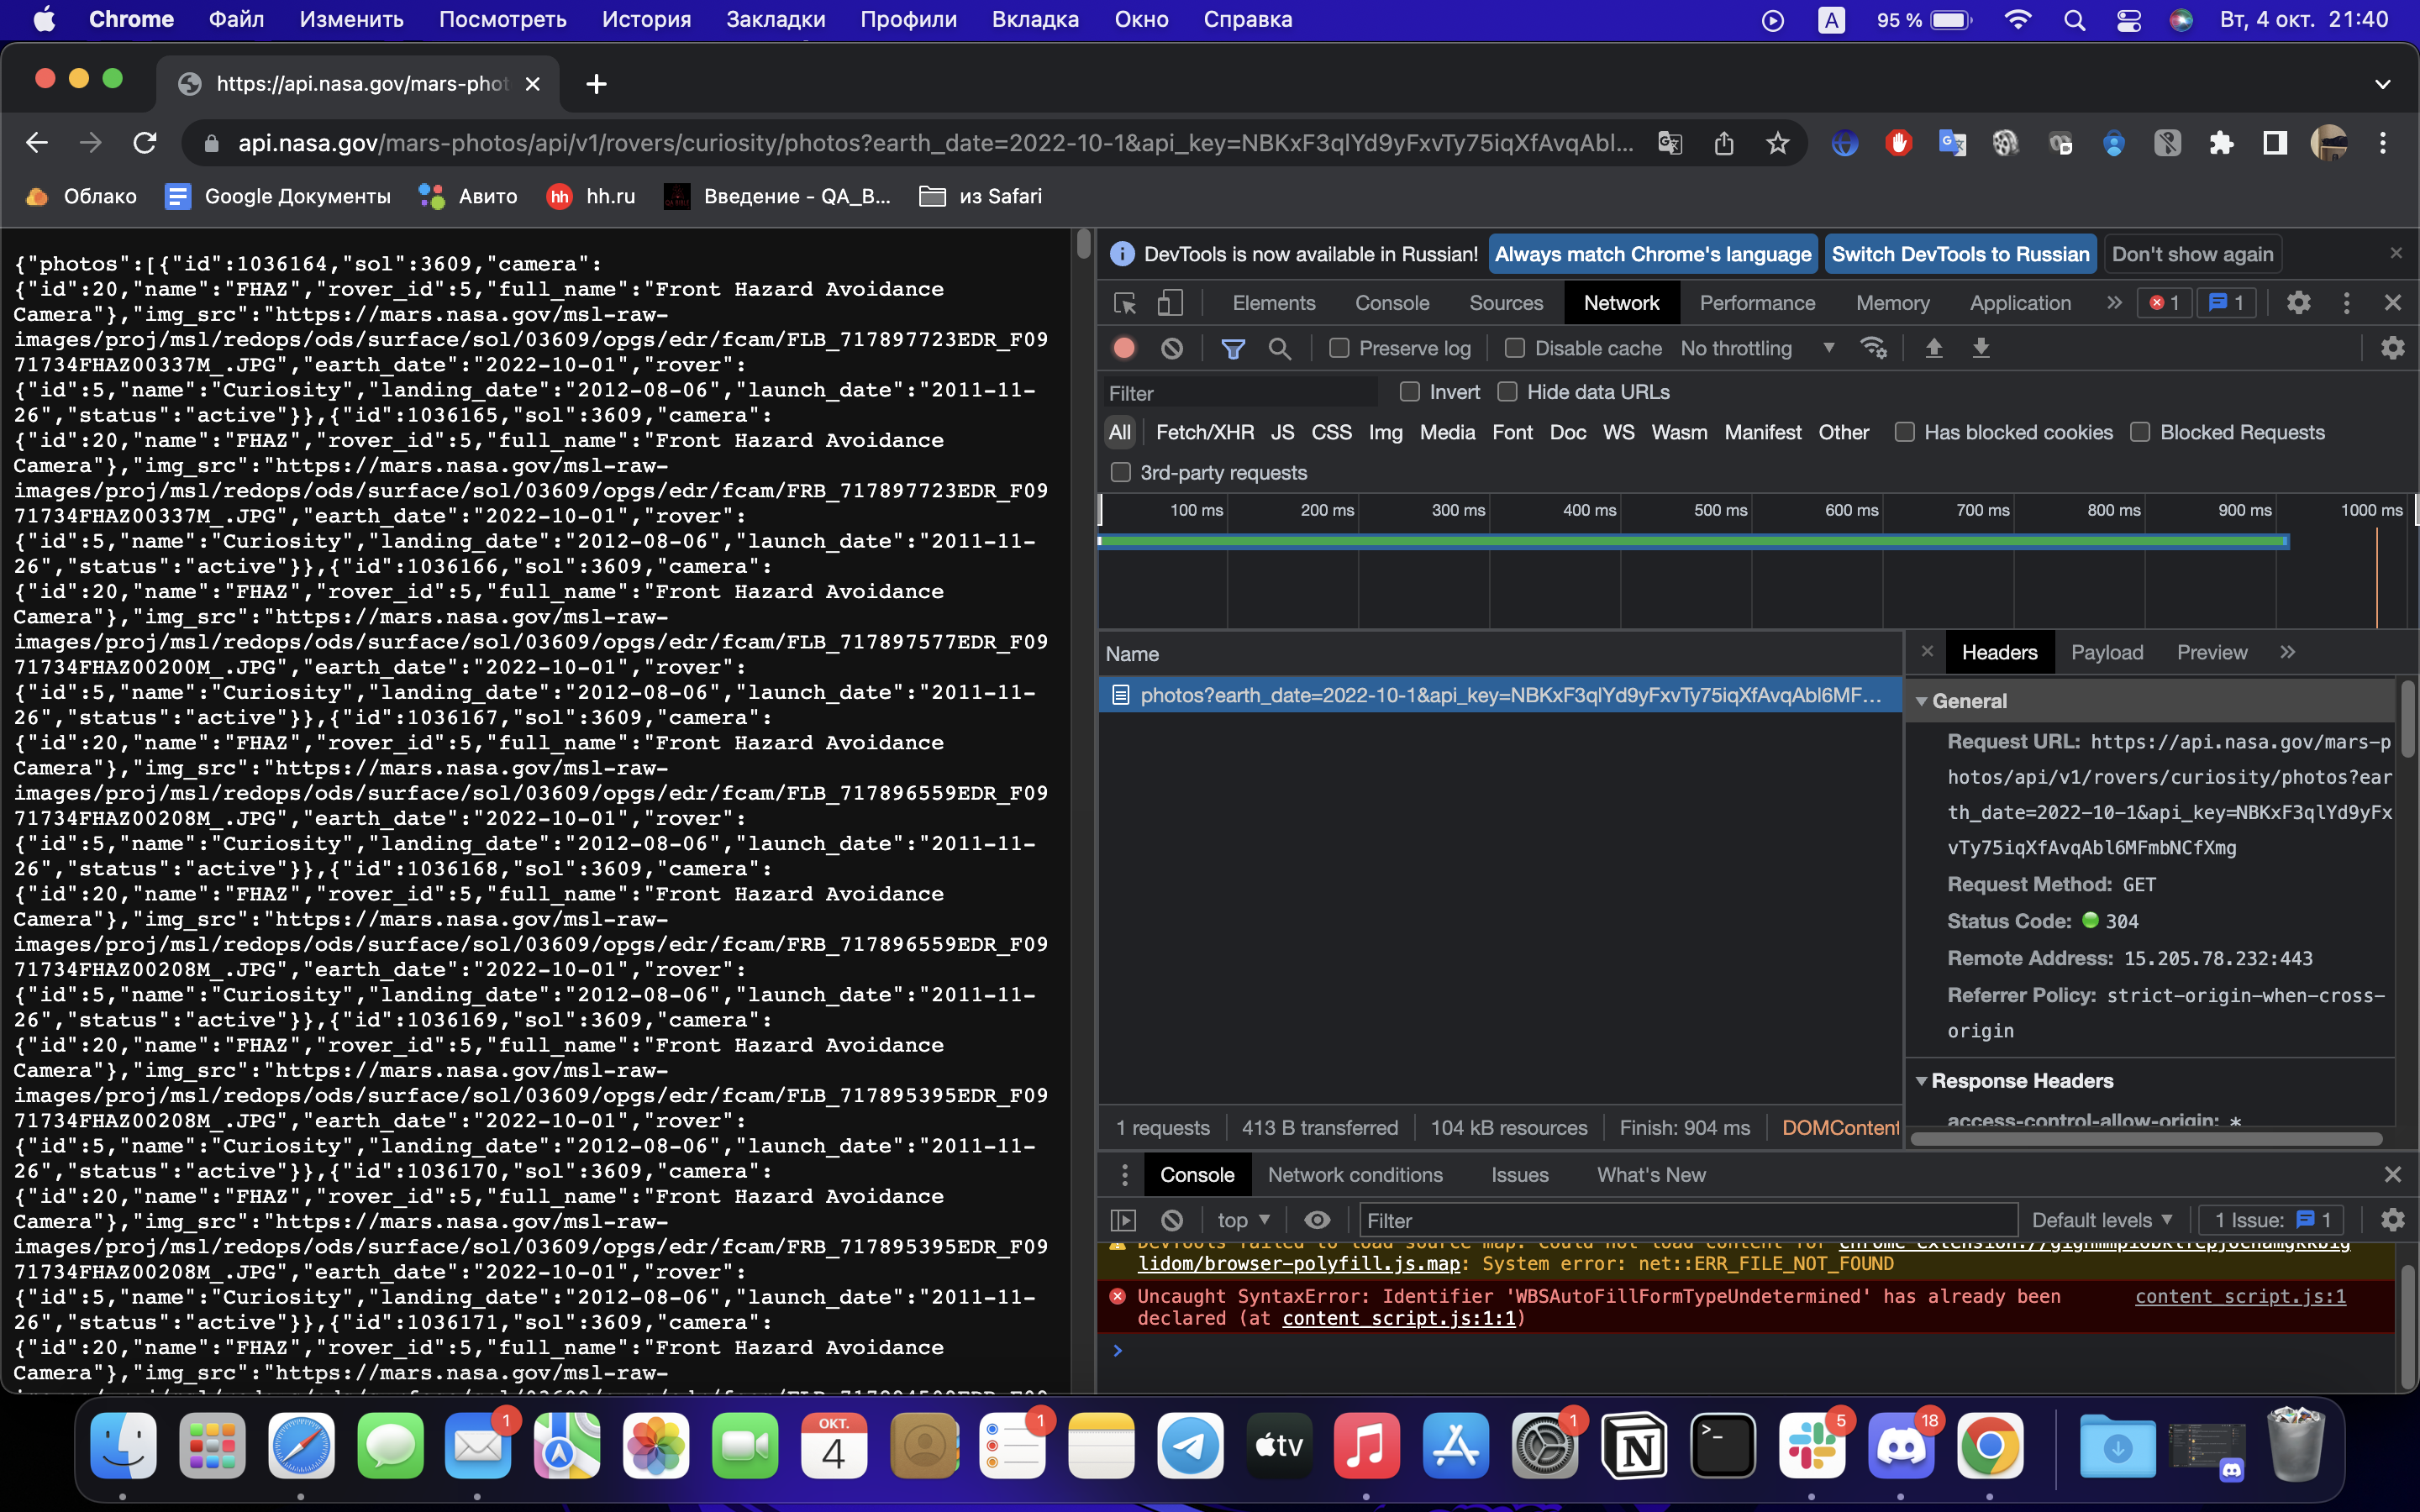 Chrome Файл Изменить Посмотреть История Закладки Профили Вкладка Окно Справка A 95 % Вт, 4 окт. 21:40
https://api.nasa.gov/mars-phot
api.nasa.gov/mars-photos/api/v1/rovers/curiosity/photos?earth_date=2022-10-1&api_key=NBKxF3qlYd9yFxvTy75iqXfAvqAbl...
Облако Google Документы Авито hh hh.ru Введение - QA_B... из Safari
{"photos":[{"id":1036164,"sol":3609,"camera":
{"id":20,"name":"FHAZ","rover_id":5,"full_name":"Front Hazard Avoidance
Camera"},"img_src":"https://mars.nasa.gov/msl-raw-
images/proj/msl/redops/ods/surface/sol/03609/opgs/edr/fcam/FLB_717897723EDR_F09
71734FHAZ00337M_.JPG","earth_date":"2022-10-01","rover":
{"id":5,"name":"Curiosity","landing_date":"2012-08-06","launch_date":"2011-11-
26","status":"active"}},{"id":1036165,"sol":3609,"camera":
{"id":20,"name":"FHAZ","rover_id":5,"full_name":"Front Hazard Avoidance
Camera"},"img_src":"https://mars.nasa.gov/msl-raw-
images/proj/msl/redops/ods/surface/sol/03609/opgs/edr/fcam/FRB_717897723EDR_F09
71734FHAZ00337M_.JPG","earth_date":"2022-10-01","rover":
{"id":5,"name":"Curiosity","landing_date":"2012-08-06","launch_date":"2011-11-
26","status":"active"}},{"id":1036166,"sol":3609,"camera":
{"id":20,"name":"FHAZ","rover_id":5,"full_name":"Front Hazard Avoidance
Camera"},"img_src":"https://mars.nasa.gov/msl-raw-
images/proj/msl/redops/ods/surface/sol/03609/opgs/edr/fcam/FLB_717897577EDR_F09
71734FHAZ00200M_.JPG","earth_date":"2022-10-01","rover":
{"id":5,"name":"Curiosity","landing_date":"2012-08-06","launch_date":"2011-11-
26","status":"active"}},{"id":1036167,"sol":3609,"camera":
{"id":20,"name":"FHAZ","rover_id":5,"full_name":"Front Hazard Avoidance
Camera"},"img_src":"https://mars.nasa.gov/msl-raw-
images/proj/msl/redops/ods/surface/sol/03609/opgs/edr/fcam/FLB_717896559EDR_F09
71734FHAZ00208M_.JPG","earth_date":"2022-10-01","rover":
{"id":5,"name":"Curiosity","landing_date":"2012-08-06","launch_date":"2011-11-
26","status":"active"}},{"id":1036168,"sol":3609,"camera":
{"id":20,"name":"FHAZ","rover_id":5,"full_name":"Front Hazard Avoidance
Camera"},"img_src":"https://mars.nasa.gov/msl-raw-
images/proj/msl/redops/ods/surface/sol/03609/opgs/edr/fcam/FRB_717896559EDR_F09
71734FHAZ00208M_.JPG","earth_date":"2022-10-01","rover":
{"id":5,"name":"Curiosity","landing_date":"2012-08-06","launch_date":"2011-11-
26","status":"active"}},{"id":1036169,"sol":3609,"camera":
{"id":20,"name":"FHAZ","rover_id":5,"full_name":"Front Hazard Avoidance
Camera"},"img_src":"https://mars.nasa.gov/msl-raw-
images/proj/msl/redops/ods/surface/sol/03609/opgs/edr/fcam/FLB_717895395EDR_F09
71734FHAZ00208M_.JPG","earth_date":"2022-10-01","rover":
{"id":5,"name":"Curiosity","landing_date":"2012-08-06","launch_date":"2011-11-
26","status":"active"}},{"id":1036170,"sol":3609,"camera":
{"id":20,"name":"FHAZ","rover_id":5,"full_name":"Front Hazard Avoidance
Camera"},"img_src":"https://mars.nasa.gov/msl-raw-
images/proj/msl/redops/ods/surface/sol/03609/opgs/edr/fcam/FRB_717895395EDR_F09
71734FHAZ00208M_.JPG","earth_date":"2022-10-01","rover":
{"id":5,"name":"Curiosity","landing_date":"2012-08-06","launch_date":"2011-11-
26","status":"active"}},{"id":1036171,"sol":3609,"camera":
{"id":20,"name":"FHAZ","rover_id":5,"full_name":"Front Hazard Avoidance
Camera"},"img_src":"https://mars.nasa.gov/msl-raw-
DevTools is now available in Russian! Always match Chrome's language Switch DevTools to Russian Don't show again
Elements Console Sources Network Performance Memory Application 1 1
Preserve log Disable cache No throttling
Filter Invert Hide data URLs
All Fetch/XHR JS CSS Img Media Font Doc WS Wasm Manifest Other Has blocked cookies Blocked Requests
3rd-party requests
100 ms 200 ms 300 ms 400 ms 500 ms 600 ms 700 ms 800 ms 900 ms 1000 ms
Name
photos?earth_date=2022-10-1&api_key=NBKxF3qlYd9yFxvTy75iqXfAvqAbl6MF...
Headers Payload Preview
General
Request URL: https://api.nasa.gov/mars-p
hotos/api/v1/rovers/curiosity/photos?ear
th_date=2022-10-1&api_key=NBKxF3qlYd9yFx
vTy75iqXfAvqAbl6MFmbNCfXmg
Request Method: GET
Status Code: 304
Remote Address: 15.205.78.232:443
Referrer Policy: strict-origin-when-cross-
origin
Response Headers
access-control-allow-origin: *
1 requests 413 B transferred 104 kB resources Finish: 904 ms DOMContent
Console Network conditions Issues What's New
top Filter Default levels 1 Issue: 1
DevTools failed to load source map: Could not load content for
lidom/browser-polyfill.js.map: System error: net::ERR_FILE_NOT_FOUND
Uncaught SyntaxError: Identifier 'WBSAutoFillFormTypeUndetermined' has already been content_script.js:1
declared (at content_script.js:1:1)
1 ОКТ. 4 1 tv 1 N 5 18